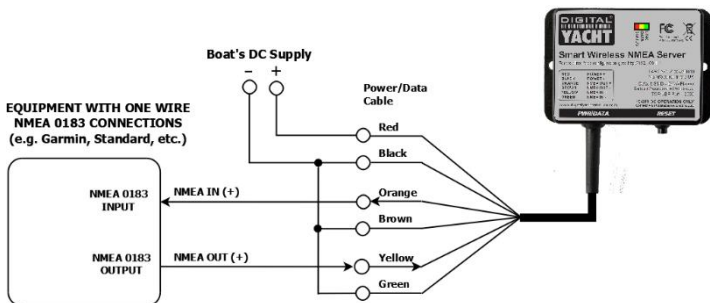 DIGITAL
YACHT
FC
Smart Wireless NMEA Server
PWR/DATA
RESET
Boat's DC Supply
-
+
Power/Data
Cable
EQUIPMENT WITH ONE WIRE
NMEA 0183 CONNECTIONS
(e.g. Garmin, Standard, etc.)
Red
Black
NMEA 0183
INPUT
NMEA IN (+)
Orange
Brown
NMEA 0183
OUTPUT
NMEA OUT (+)
Yellow
Green